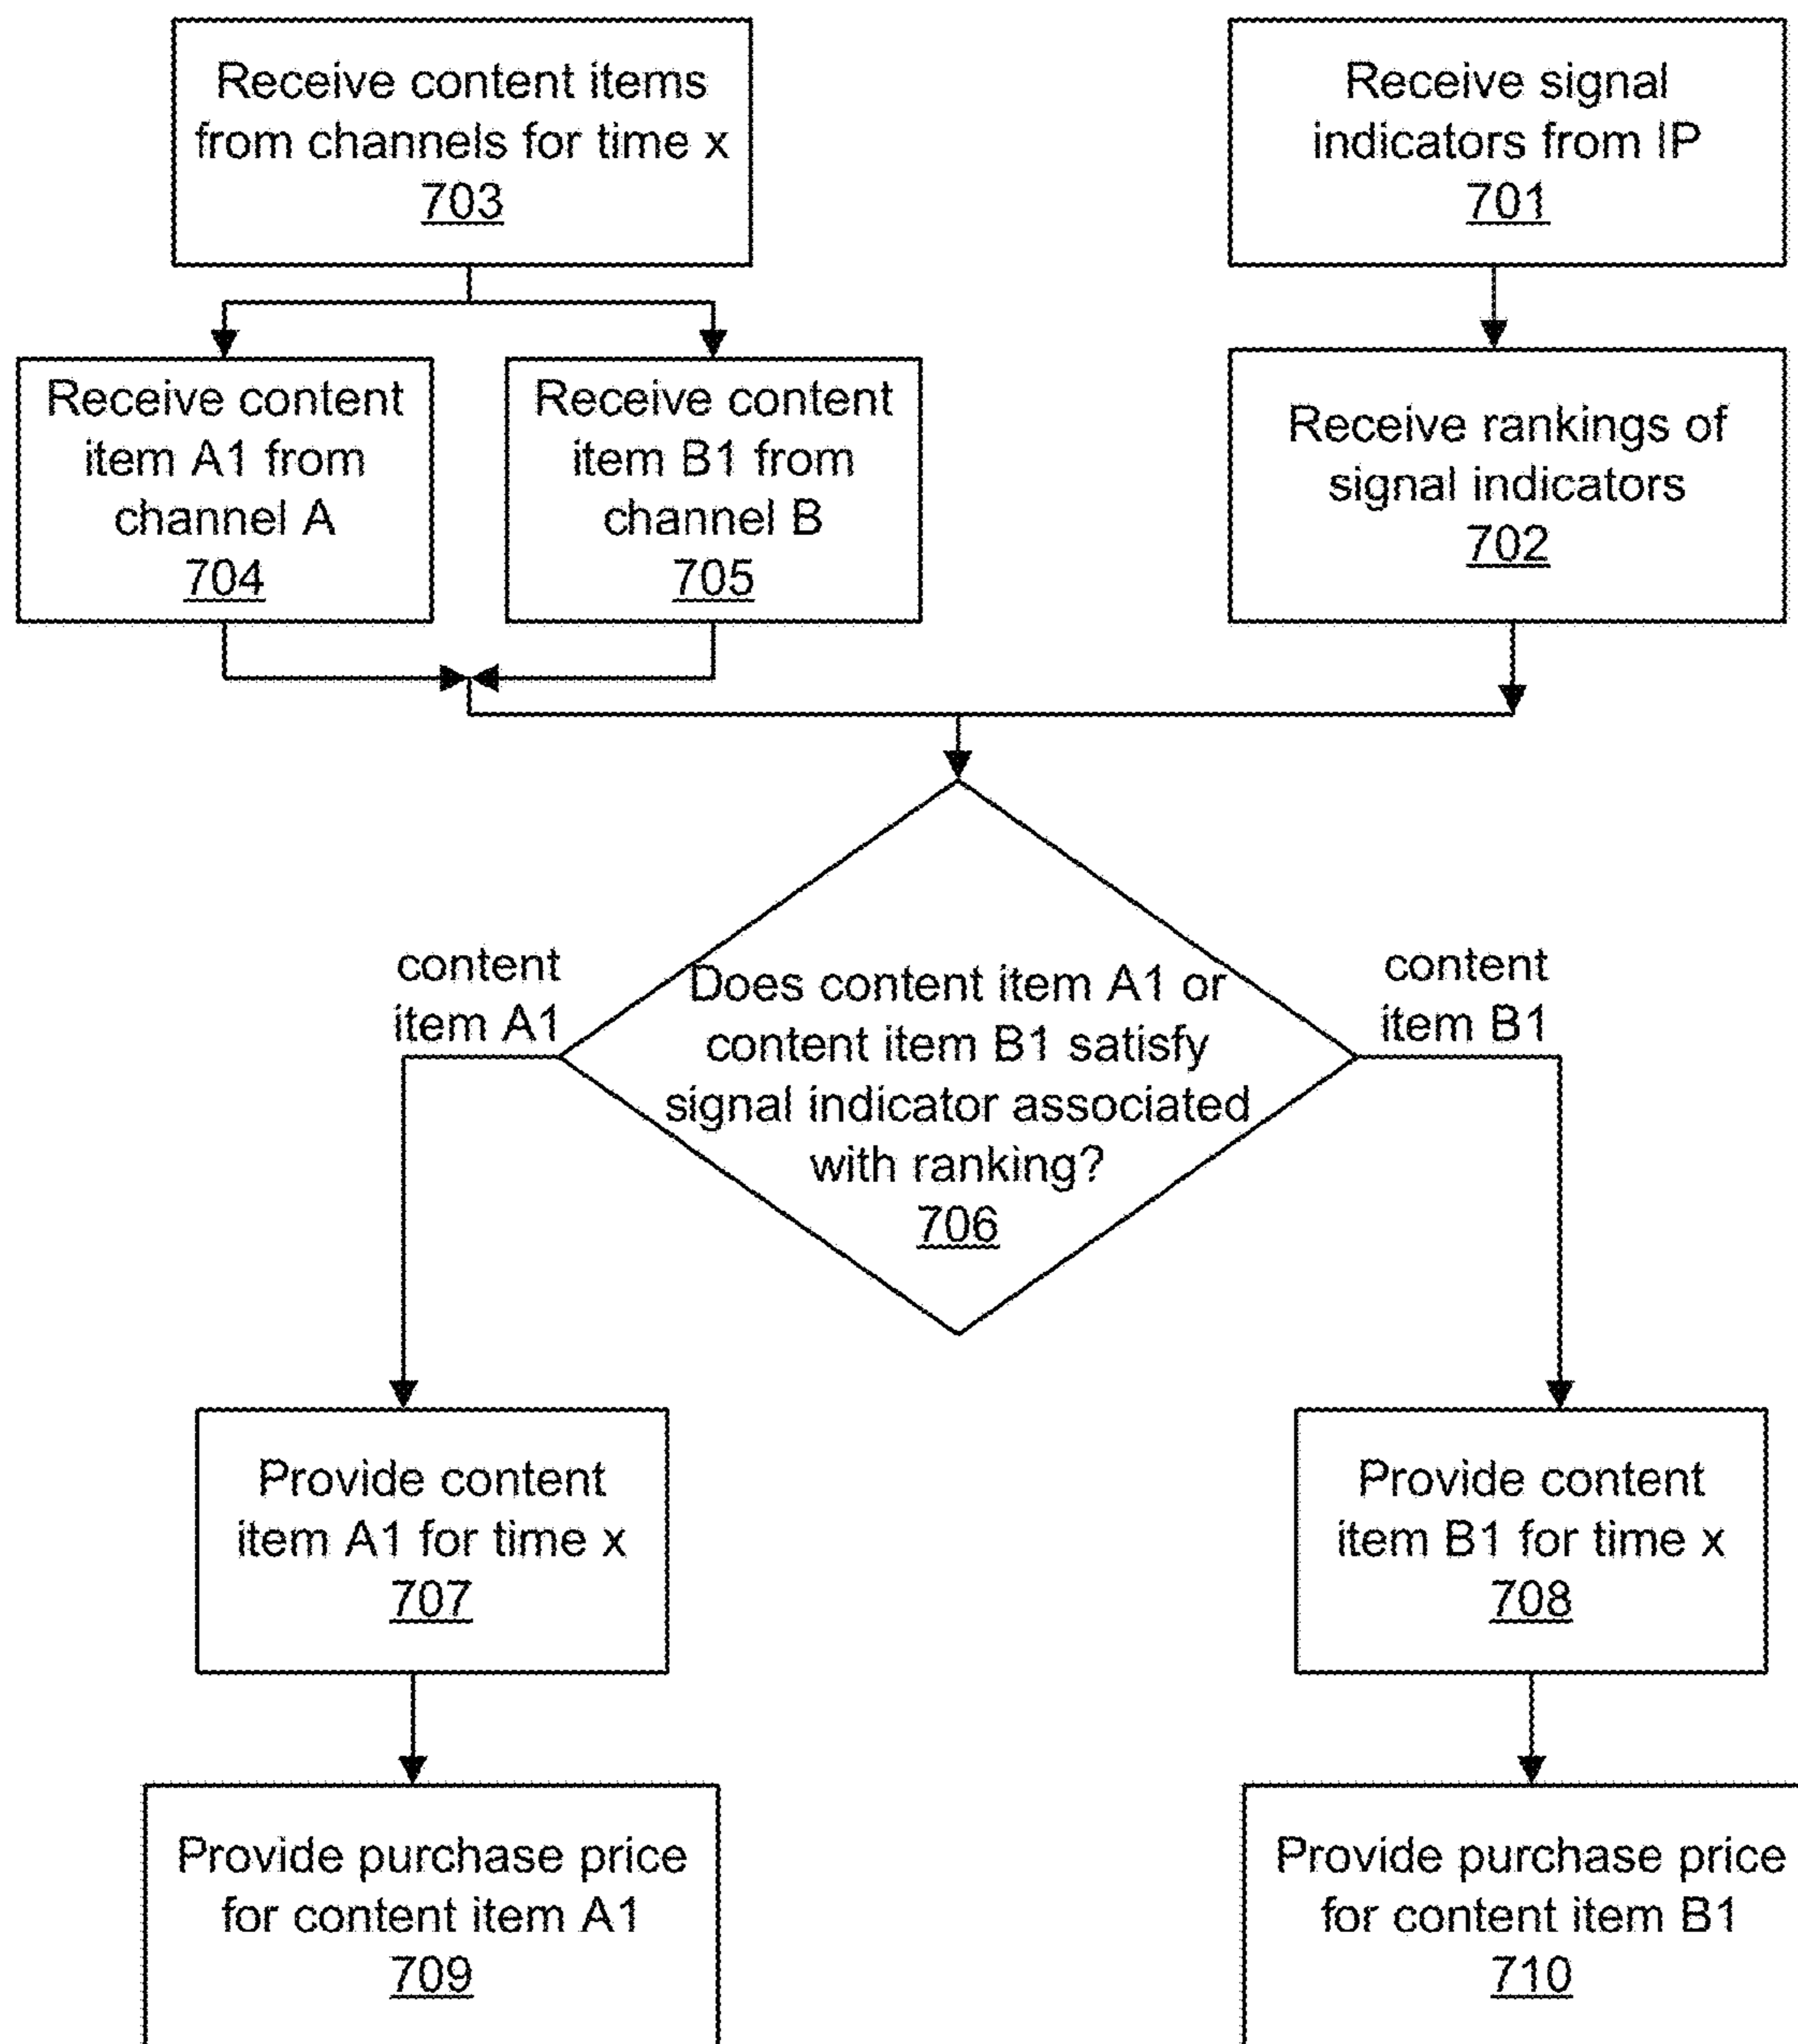 Receive content items
from channels for time x
703
Receive signal
indicators from IP
701
Receive content
item A1 from
channel A
704
Receive content
item B1 from
channel B
705
Receive rankings of
signal indicators
702
content
item A1
Does content item A1 or
content item B1 satisfy
signal indicator associated
with ranking?
706
content
item B1
Provide content
item A1 for time x
707
Provide content
item B1 for time x
708
Provide purchase price
for content item A1
709
Provide purchase price
for content item B1
710